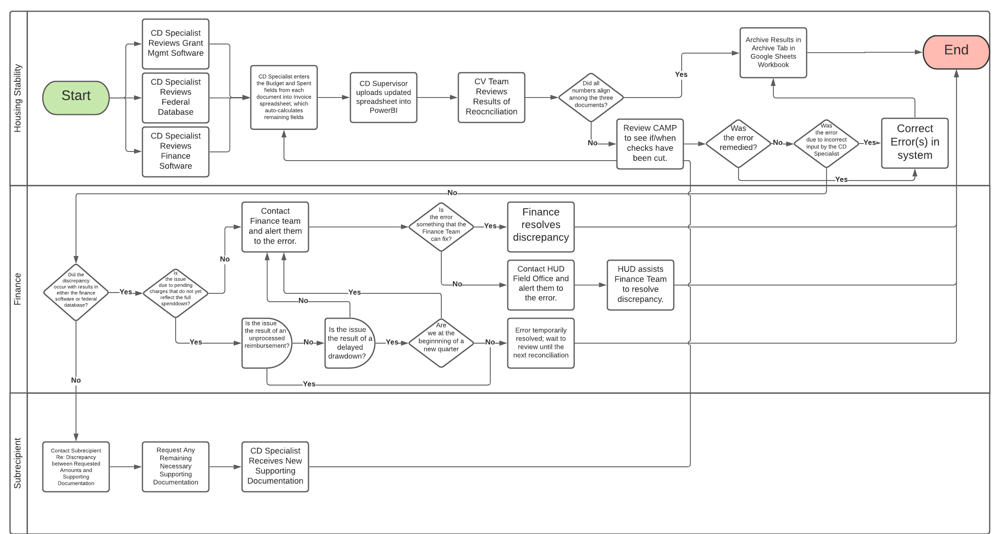 Housing Stability
Start
CD Specialist
Reviews Grant
Mgmt Software
CD Specialist
Reviews
Federal
Database
CD Specialist
Reviews
Finance
Software
CD Specialist enters
the Budget and Spent
fields from each
document into Invoice
spreadsheet, which
auto-calculates
remaining fields
CD Supervisor
uploads updated
spreadsheet into
PowerBI
CV Team
Reviews
Results of
Reocnciliation
Did all
numbers align
among the three
documents?
Yes
No
Archive Results in
Archive Tab in
Google Sheets
Workbook
End
Review CAMP
to see if/when
checks have
been cut.
Was
the error
remedied?
No
Yes
Was
the error
due to incorrect
input by the CD
Specialist
Yes
Correct
Error(s) in
system
No
Finance
Did the
discrepancy
occur with results in
either the finance
software or federal
database?
Yes
No
Is
the issue
due to pending
charges that do not yet
reflect the full
spenddown?
No
Yes
Contact
Finance team
and alert them
to the error.
Is
the error
something that the
Finance Team
can fix?
Yes
Finance
resolves
discrepancy
No
Contact HUD
Field Office and
alert them to
the error.
HUD assists
Finance Team
to resolve
discrepancy.
Yes
No
Is the issue
the result of an
unprocessed
reimbursement?
No
Yes
Is the issue
the result of a
delayed
drawdown?
Yes
Are
we at the
beginnning of a
new quarter
No
Error temporarily
resolved; wait to
review until the
next reconciliation
Subrecipient
Contact Subrecipient
Re: Discrepancy
between Requested
Amounts and
Supporting
Documentation
Request Any
Remaining
Necessary
Supporting
Documentation
CD Specialist
Receives New
Supporting
Documentation